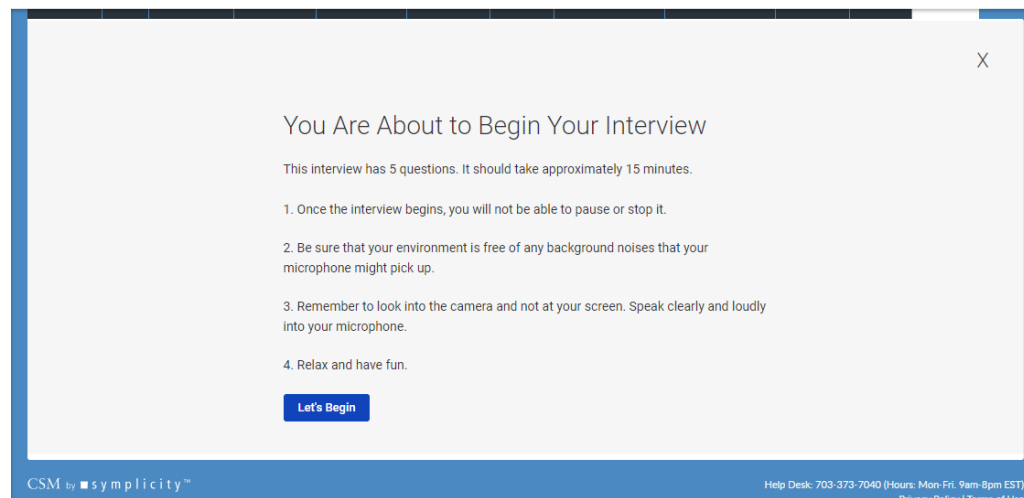 X
You Are About to Begin Your Interview
This interview has 5 questions. It should take approximately 15 minutes.
1. Once the interview begins, you will not be able to pause or stop it.
2. Be sure that your environment is free of any background noises that your
microphone might pick up.
3. Remember to look into the camera and not at your screen. Speak clearly and loudly
into your microphone.
4. Relax and have fun.
Let's Begin
CSM by symplicity™
Help Desk: 703-373-7040 (Hours: Mon-Fri. 9am-8pm EST)